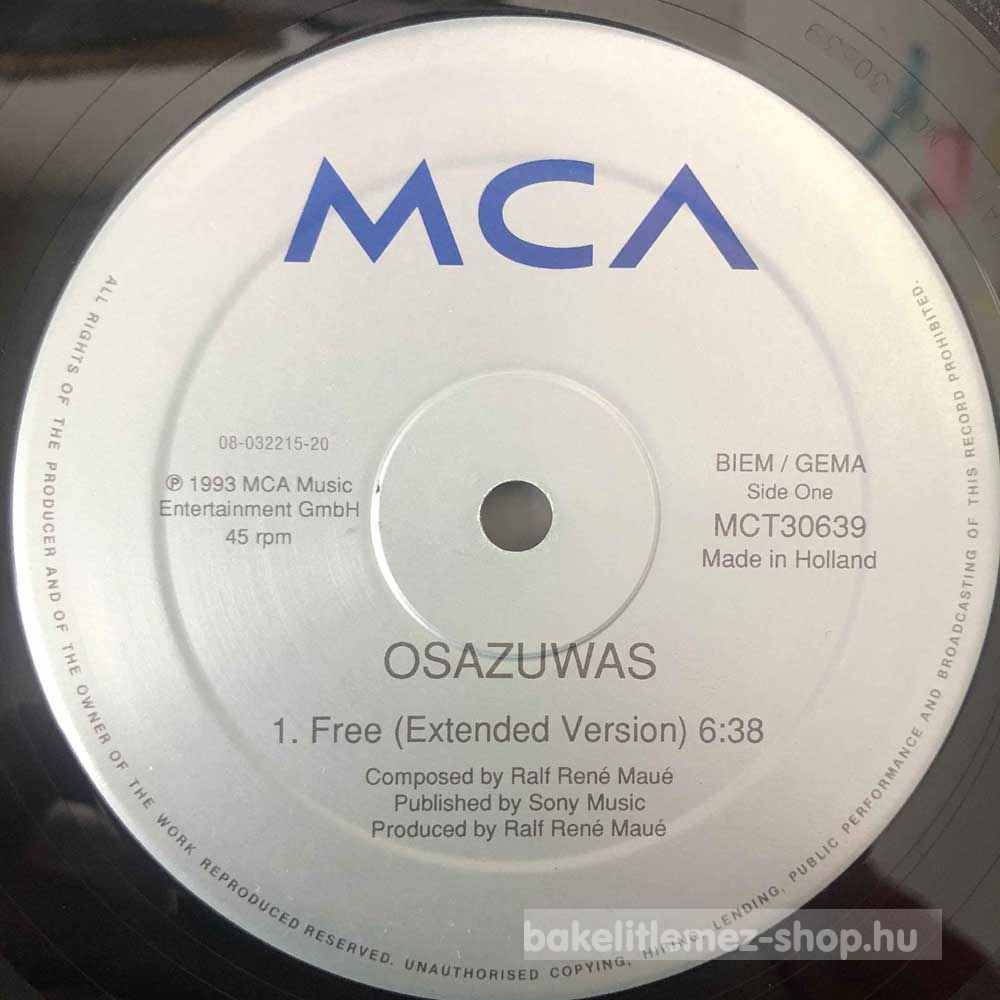 MCA
08-032215-20
℗ 1993 MCA Music
Entertainment GmbH
45 rpm
BIEM / GEMA
Side One
MCT30639
Made in Holland
OSAZUWAS
1. Free (Extended Version) 6:38
Composed by Ralf René Maué
Published by Sony Music
Produced by Ralf René Maué
ALL RIGHTS OF THE PRODUCER AND OF THE OWNER OF THE WORK REPRODUCED RESERVED. UNAUTHORISED COPYING, HIRING, LENDING, PUBLIC PERFORMANCE AND BROADCASTING OF THIS RECORD PROHIBITED.
bakelitlemez-shop.hu